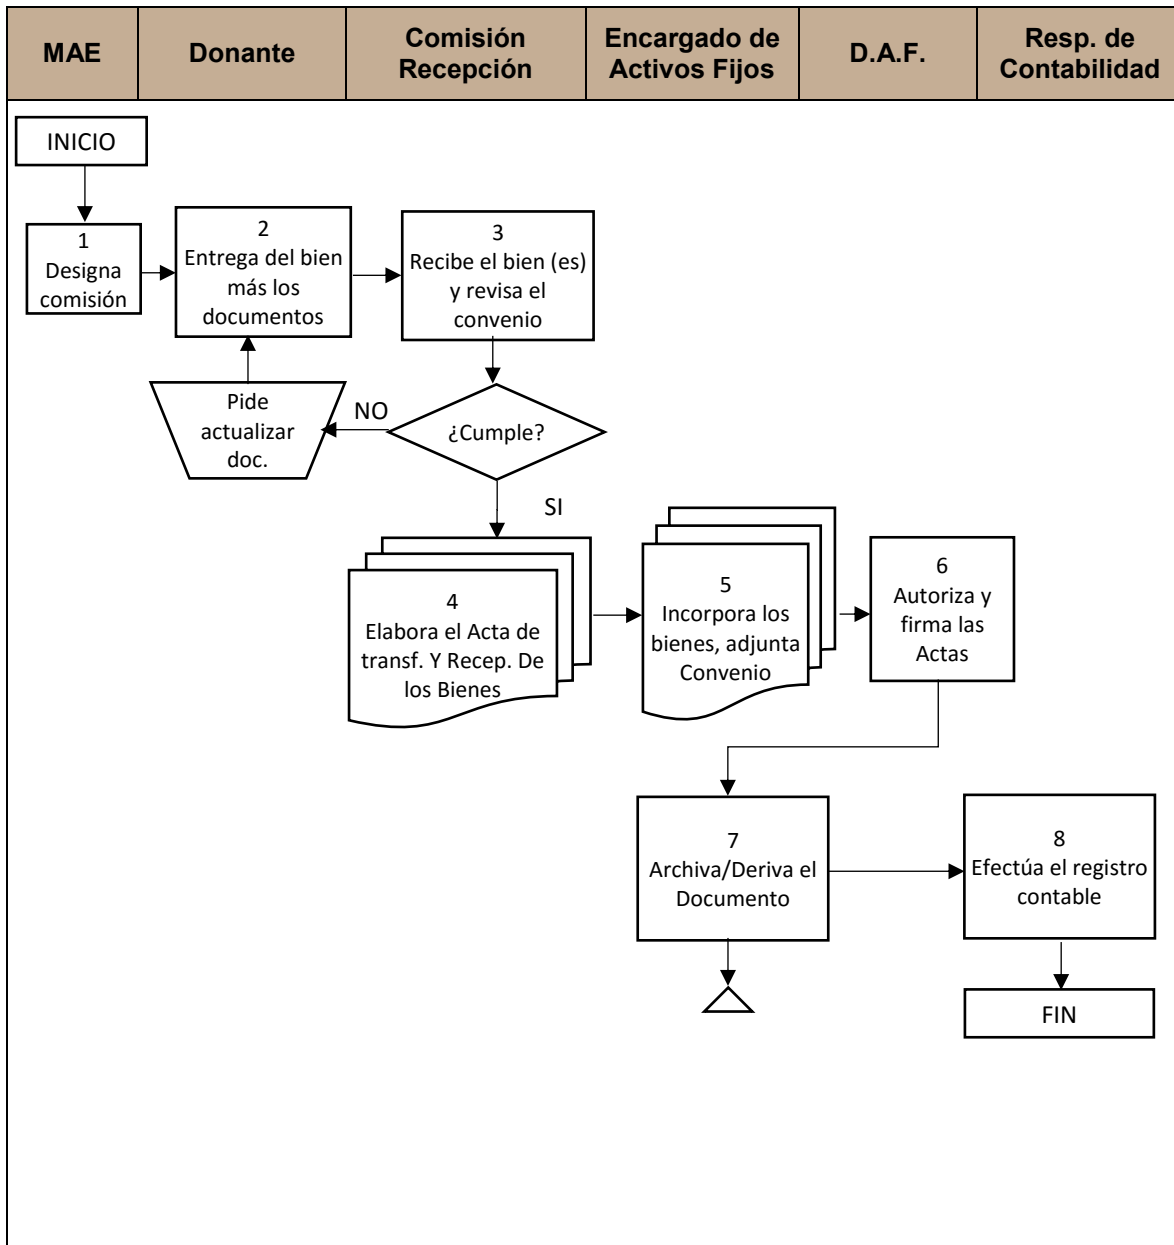 MAE
Donante
Comisión
Recepción
Encargado de
Activos Fijos
D.A.F.
Resp. de
Contabilidad
INICIO
1
Designa
comisión
2
Entrega del bien
más los
documentos
3
Recibe el bien (es)
y revisa el
convenio
Pide
actualizar
doc.
NO
¿Cumple?
SI
4
Elabora el Acta de
transf. Y Recep. De
los Bienes
5
Incorpora los
bienes, adjunta
Convenio
6
Autoriza y
firma las
Actas
7
Archiva/Deriva el
Documento
8
Efectúa el registro
contable
FIN